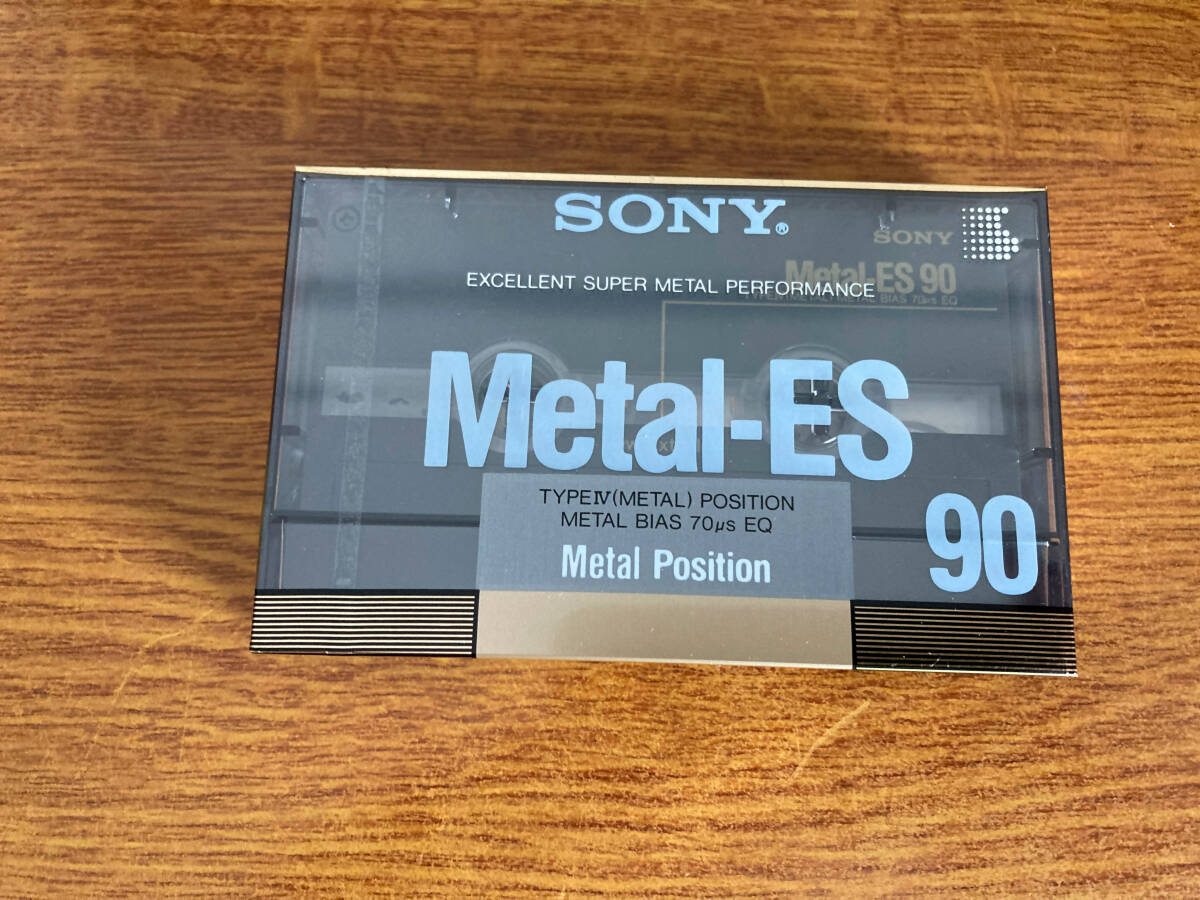 SONY®
SONY
Metal-ES 90
EXCELLENT SUPER METAL PERFORMANCE
Metal-ES
TYPEⅣ(METAL) POSITION
METAL BIAS 70µs EQ
Metal Position
90